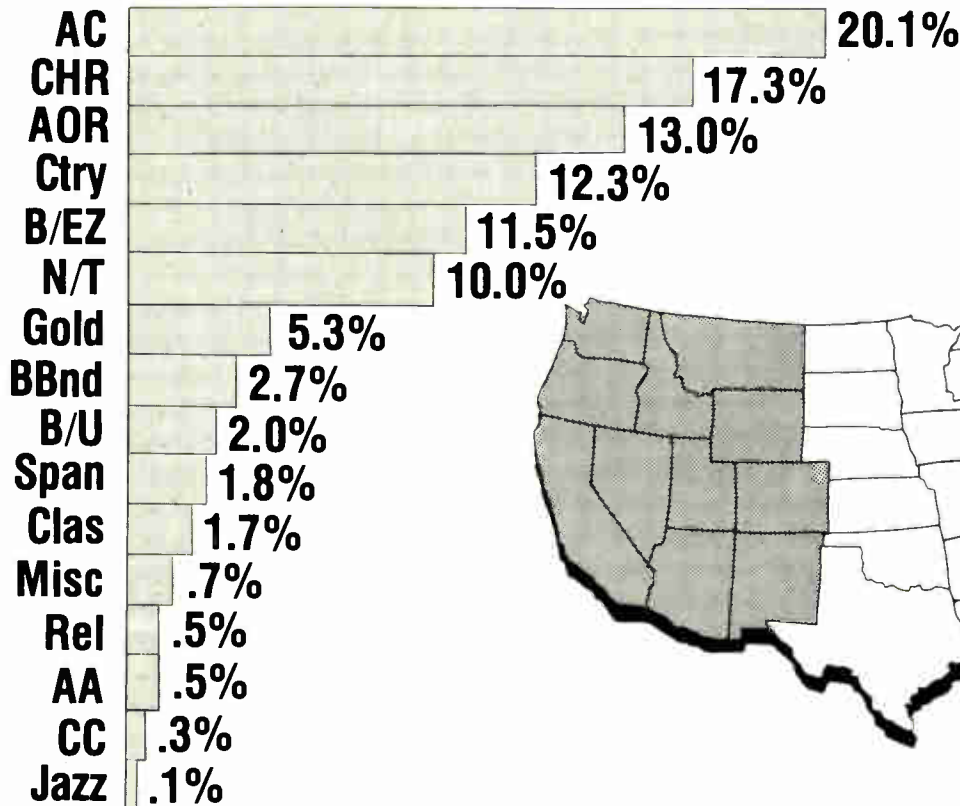 AC 20.1%
CHR 17.3%
AOR 13.0%
Ctry 12.3%
B/EZ 11.5%
N/T 10.0%
Gold 5.3%
BBnd 2.7%
B/U 2.0%
Span 1.8%
Clas 1.7%
Misc .7%
Rel .5%
AA .5%
CC .3%
Jazz .1%